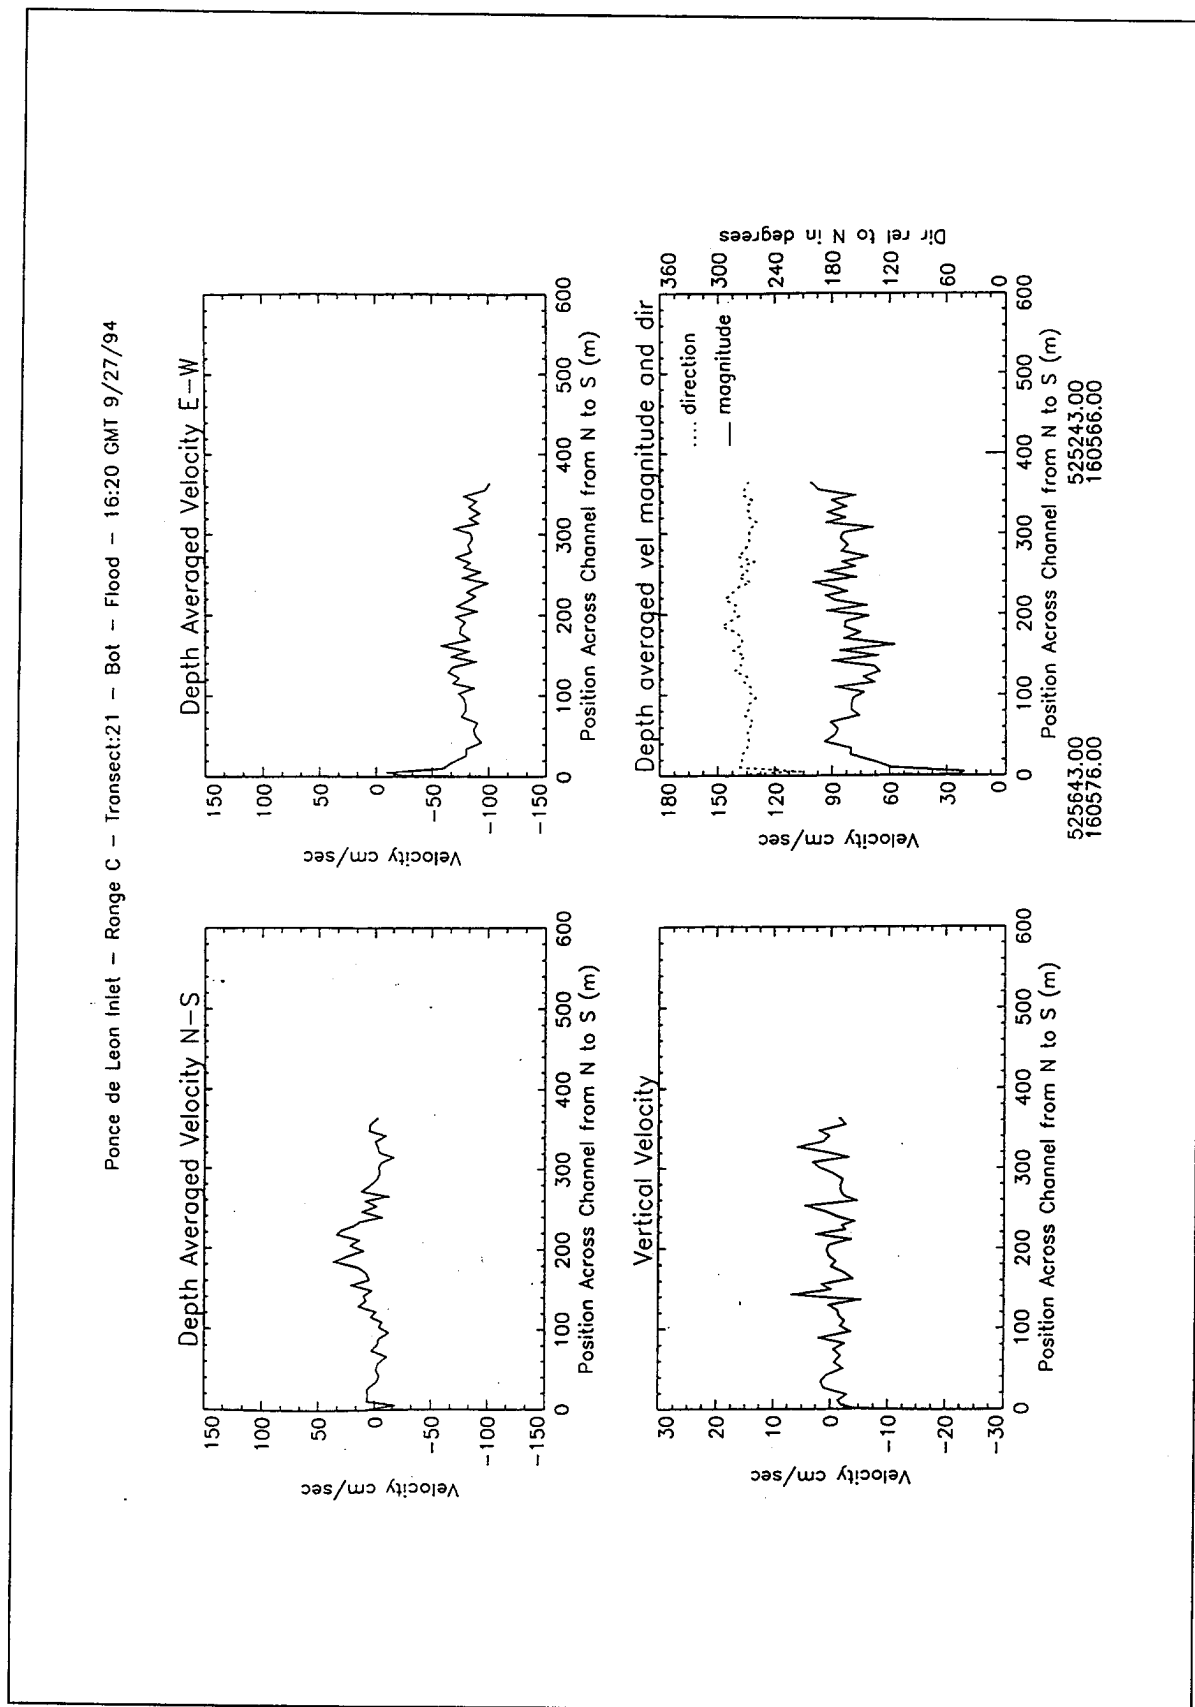 Ponce de Leon Inlet – Range C – Transect:21 – Bot – Flood – 16:20 GMT 9/27/94
Depth Averaged Velocity N–S
150
100
50
0
−50
−100
−150
Velocity cm/sec
0 100 200 300 400 500 600
Position Across Channel from N to S (m)
Depth Averaged Velocity E–W
150
100
50
0
−50
−100
−150
Velocity cm/sec
0 100 200 300 400 500 600
Position Across Channel from N to S (m)
Vertical Velocity
30
20
10
0
−10
−20
−30
Velocity cm/sec
0 100 200 300 400 500 600
Position Across Channel from N to S (m)
Depth averaged vel magnitude and dir
180
150
120
90
60
30
0
Velocity cm/sec
direction
magnitude
360
300
240
180
120
60
0
Dir rel to N in degrees
0 100 200 300 400 500 600
Position Across Channel from N to S (m)
525643.00 525243.00
160576.00 160566.00